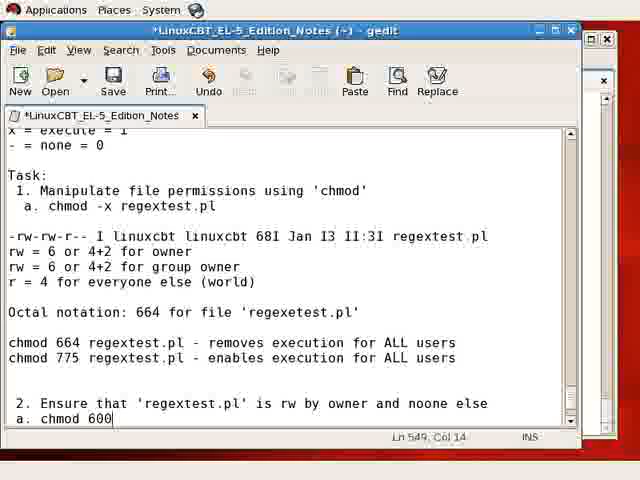 Applications Places System
*LinuxCBT_EL-5_Edition_Notes (~) - gedit
File Edit View Search Tools Documents Help
New Open Save Print... Undo Paste Find Replace
*LinuxCBT_EL-5_Edition_Notes
x = execute = 1
- = none = 0
Task:
1. Manipulate file permissions using 'chmod'
a. chmod -x regextest.pl
-rw-rw-r-- 1 linuxcbt linuxcbt 681 Jan 13 11:31 regextest.pl
rw = 6 or 4+2 for owner
rw = 6 or 4+2 for group owner
r = 4 for everyone else (world)
Octal notation: 664 for file 'regexetest.pl'
chmod 664 regextest.pl - removes execution for ALL users
chmod 775 regextest.pl - enables execution for ALL users
2. Ensure that 'regextest.pl' is rw by owner and noone else
a. chmod 600
Ln 549, Col 14 INS